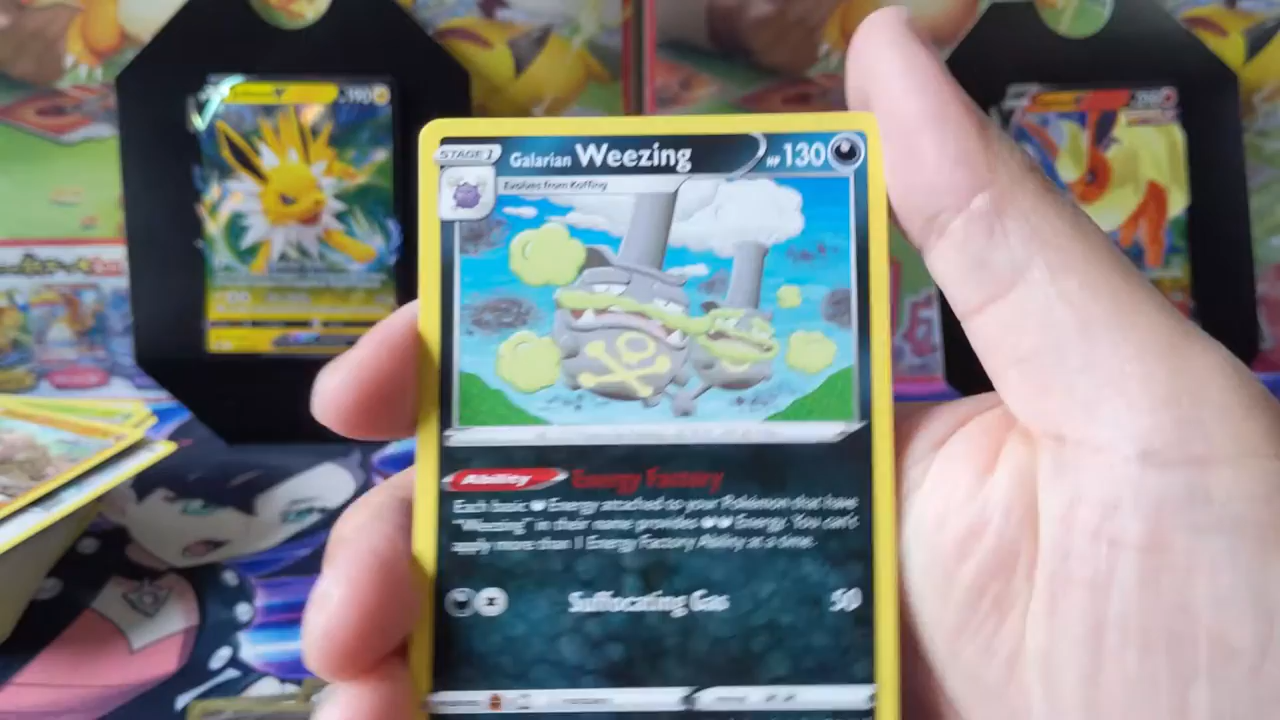 STAGE 1 Galarian Weezing HP 130
Evolves from Koffing
Ability Energy Factory
Each basic Energy attached to your Pokémon that have
"Weezing" in their name provides Energy. You can't
apply more than 1 Energy Factory Ability at a time.
Suffocating Gas 50
V 190